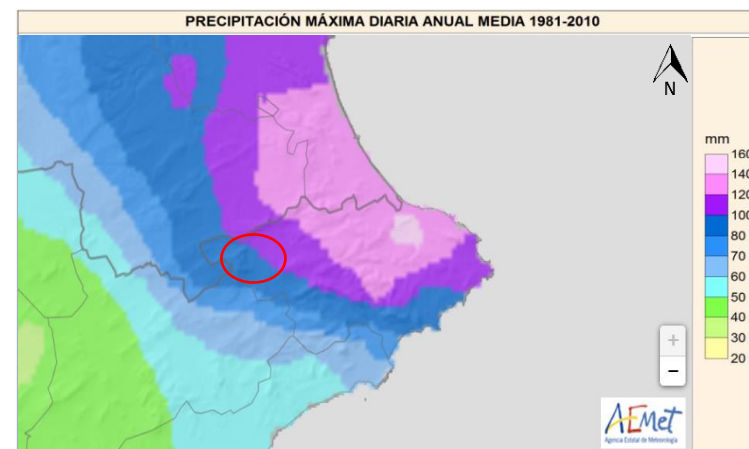 PRECIPITACIÓN MÁXIMA DIARIA ANUAL MEDIA 1981-2010
N
mm
160
140
120
100
80
70
60
50
40
30
20
+
−
AEMet
Agencia Estatal de Meteorología